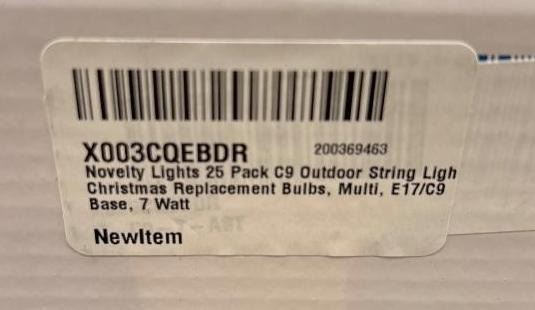 X003CQEBDR 200369463
Novelty Lights 25 Pack C9 Outdoor String Ligh
Christmas Replacement Bulbs, Multi, E17/C9
Base, 7 Watt
NewItem